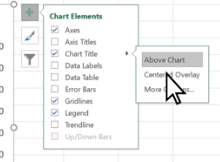 Chart Elements
Axes
Axis Titles
Chart Title
Data Labels
Data Table
Error Bars
Gridlines
Legend
Trendline
Up/Down Bars
Above Chart
Centered Overlay
More